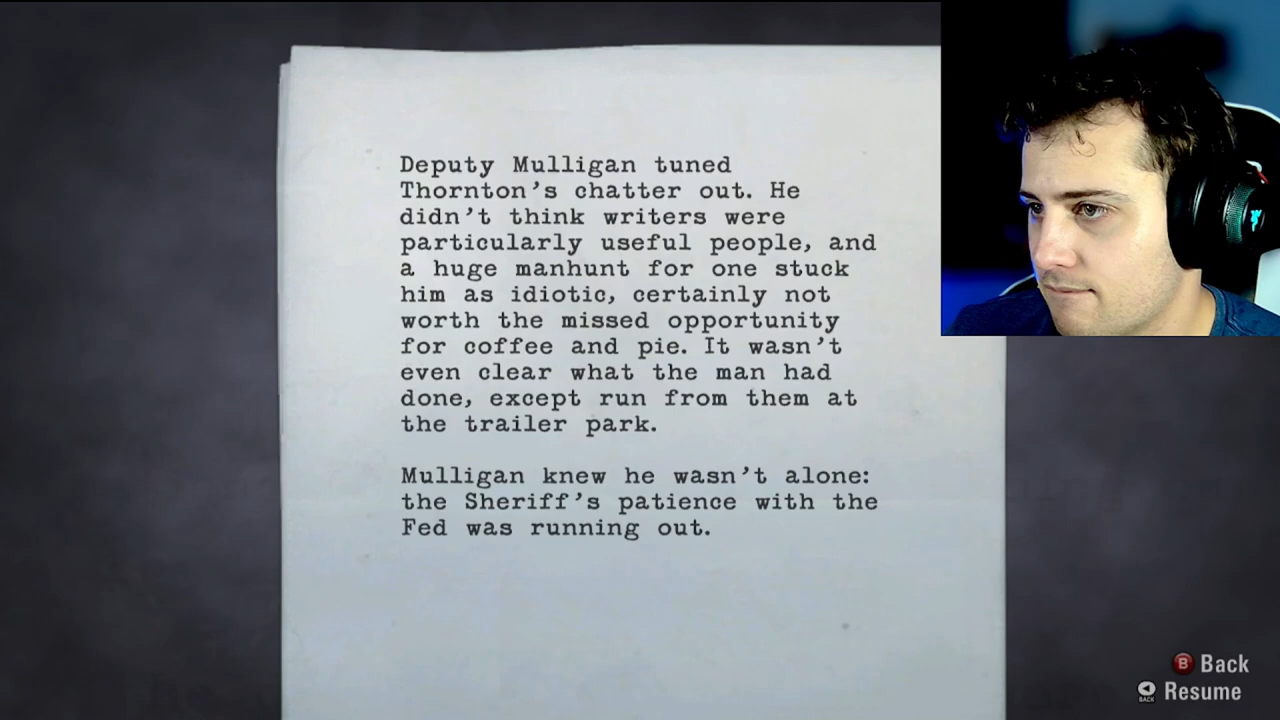 Deputy Mulligan tuned
Thornton's chatter out. He
didn't think writers were
particularly useful people, and
a huge manhunt for one stuck
him as idiotic, certainly not
worth the missed opportunity
for coffee and pie. It wasn't
even clear what the man had
done, except run from them at
the trailer park.
Mulligan knew he wasn't alone:
the Sheriff's patience with the
Fed was running out.
B Back
BACK Resume